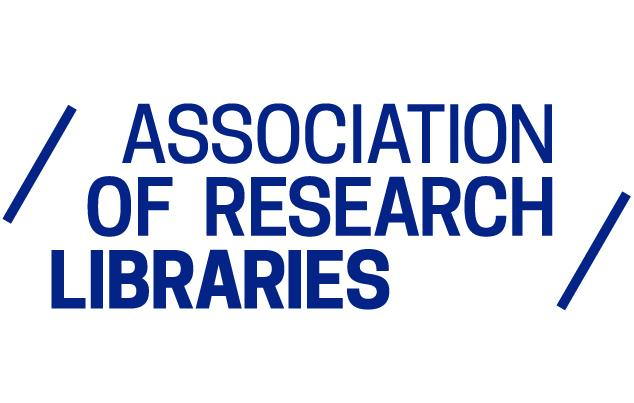 ASSOCIATION
OF RESEARCH
LIBRARIES